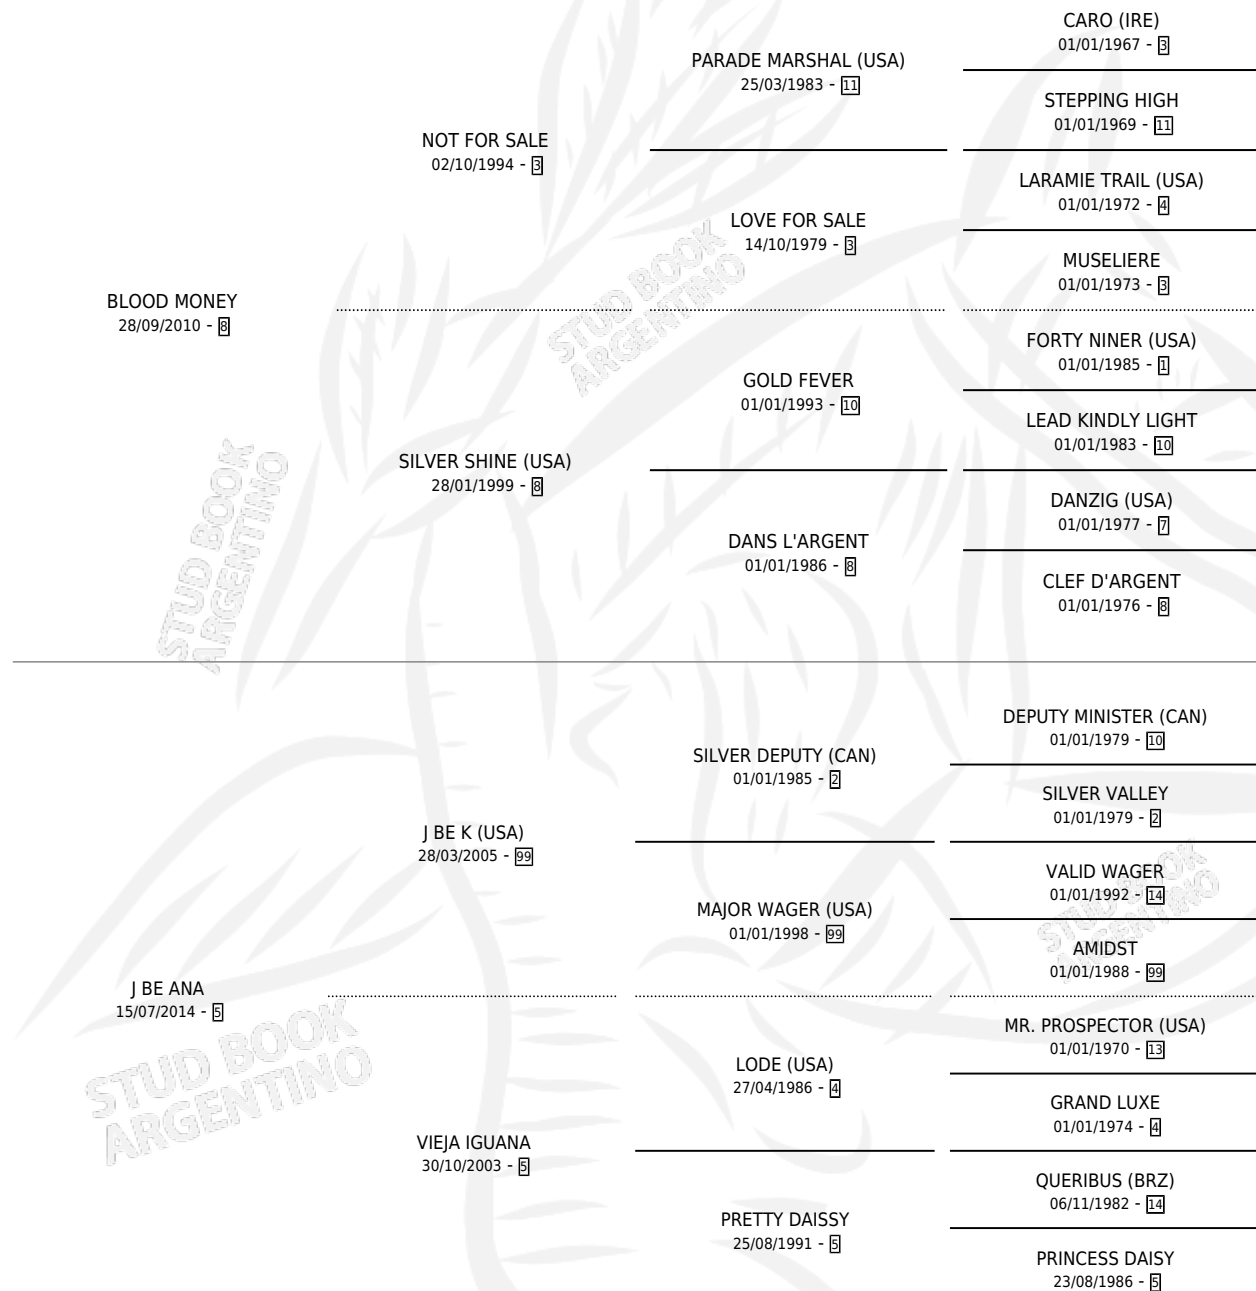 CARO (IRE)
01/01/1967 - 3
PARADE MARSHAL (USA)
25/03/1983 - 11
STEPPING HIGH
01/01/1969 - 11
NOT FOR SALE
02/10/1994 - 3
LARAMIE TRAIL (USA)
01/01/1972 - 4
LOVE FOR SALE
14/10/1979 - 3
MUSELIERE
01/01/1973 - 3
BLOOD MONEY
28/09/2010 - 8
STUD BOOK
ARGENTINO
FORTY NINER (USA)
01/01/1985 - 1
GOLD FEVER
01/01/1993 - 10
LEAD KINDLY LIGHT
01/01/1983 - 10
SILVER SHINE (USA)
28/01/1999 - 8
DANZIG (USA)
01/01/1977 - 7
DANS L'ARGENT
01/01/1986 - 8
CLEF D'ARGENT
01/01/1976 - 8
STUD BOOK
ARGENTINO
DEPUTY MINISTER (CAN)
01/01/1979 - 10
SILVER DEPUTY (CAN)
01/01/1985 - 2
SILVER VALLEY
01/01/1979 - 2
J BE K (USA)
28/03/2005 - 99
VALID WAGER
01/01/1992 - 14
MAJOR WAGER (USA)
01/01/1998 - 99
AMIDST
01/01/1988 - 99
STUD BOOK
ARGENTINO
J BE ANA
15/07/2014 - 5
MR. PROSPECTOR (USA)
01/01/1970 - 13
LODE (USA)
27/04/1986 - 4
GRAND LUXE
01/01/1974 - 4
STUD BOOK
ARGENTINO
VIEJA IGUANA
30/10/2003 - 5
QUERIBUS (BRZ)
06/11/1982 - 14
PRETTY DAISSY
25/08/1991 - 5
PRINCESS DAISY
23/08/1986 - 5